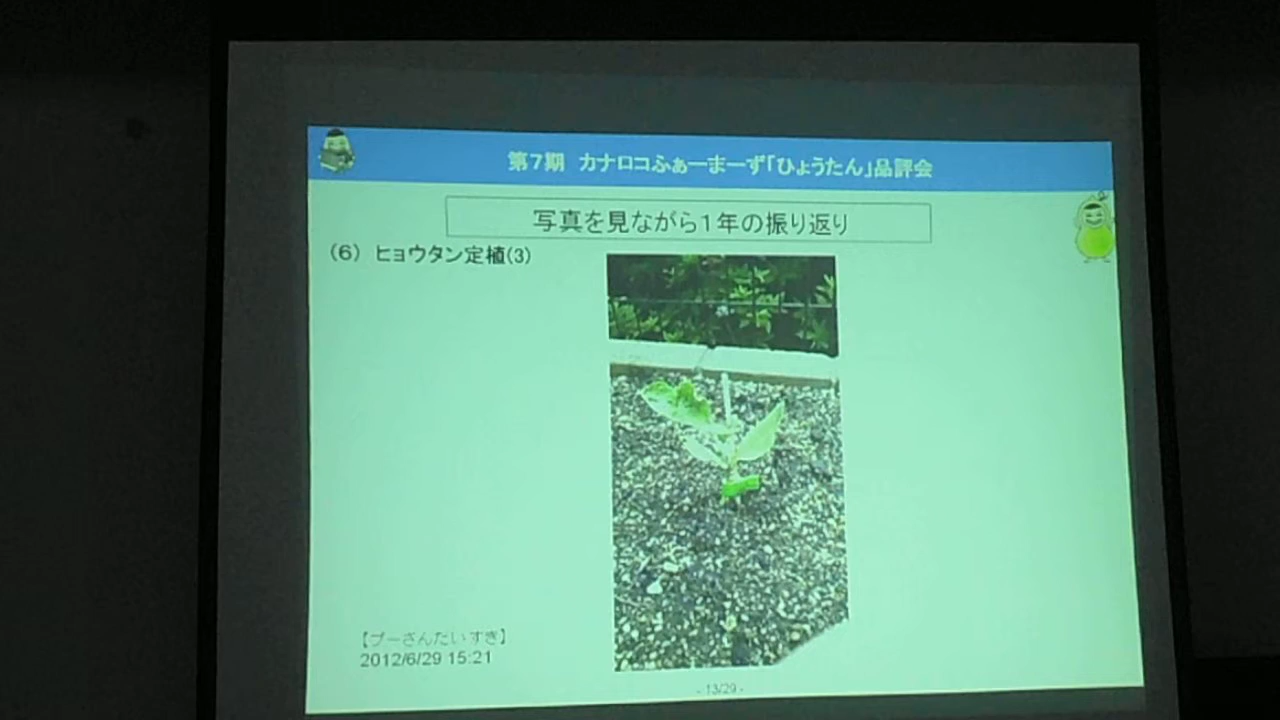 第7期 カナロコふぁーまーず「ひょうたん」品評会
写真を見ながら1年の振り返り
(6) ヒョウタン定植(3)
【プーさんだいすき】
2012/6/29 15:21
- 13/29 -